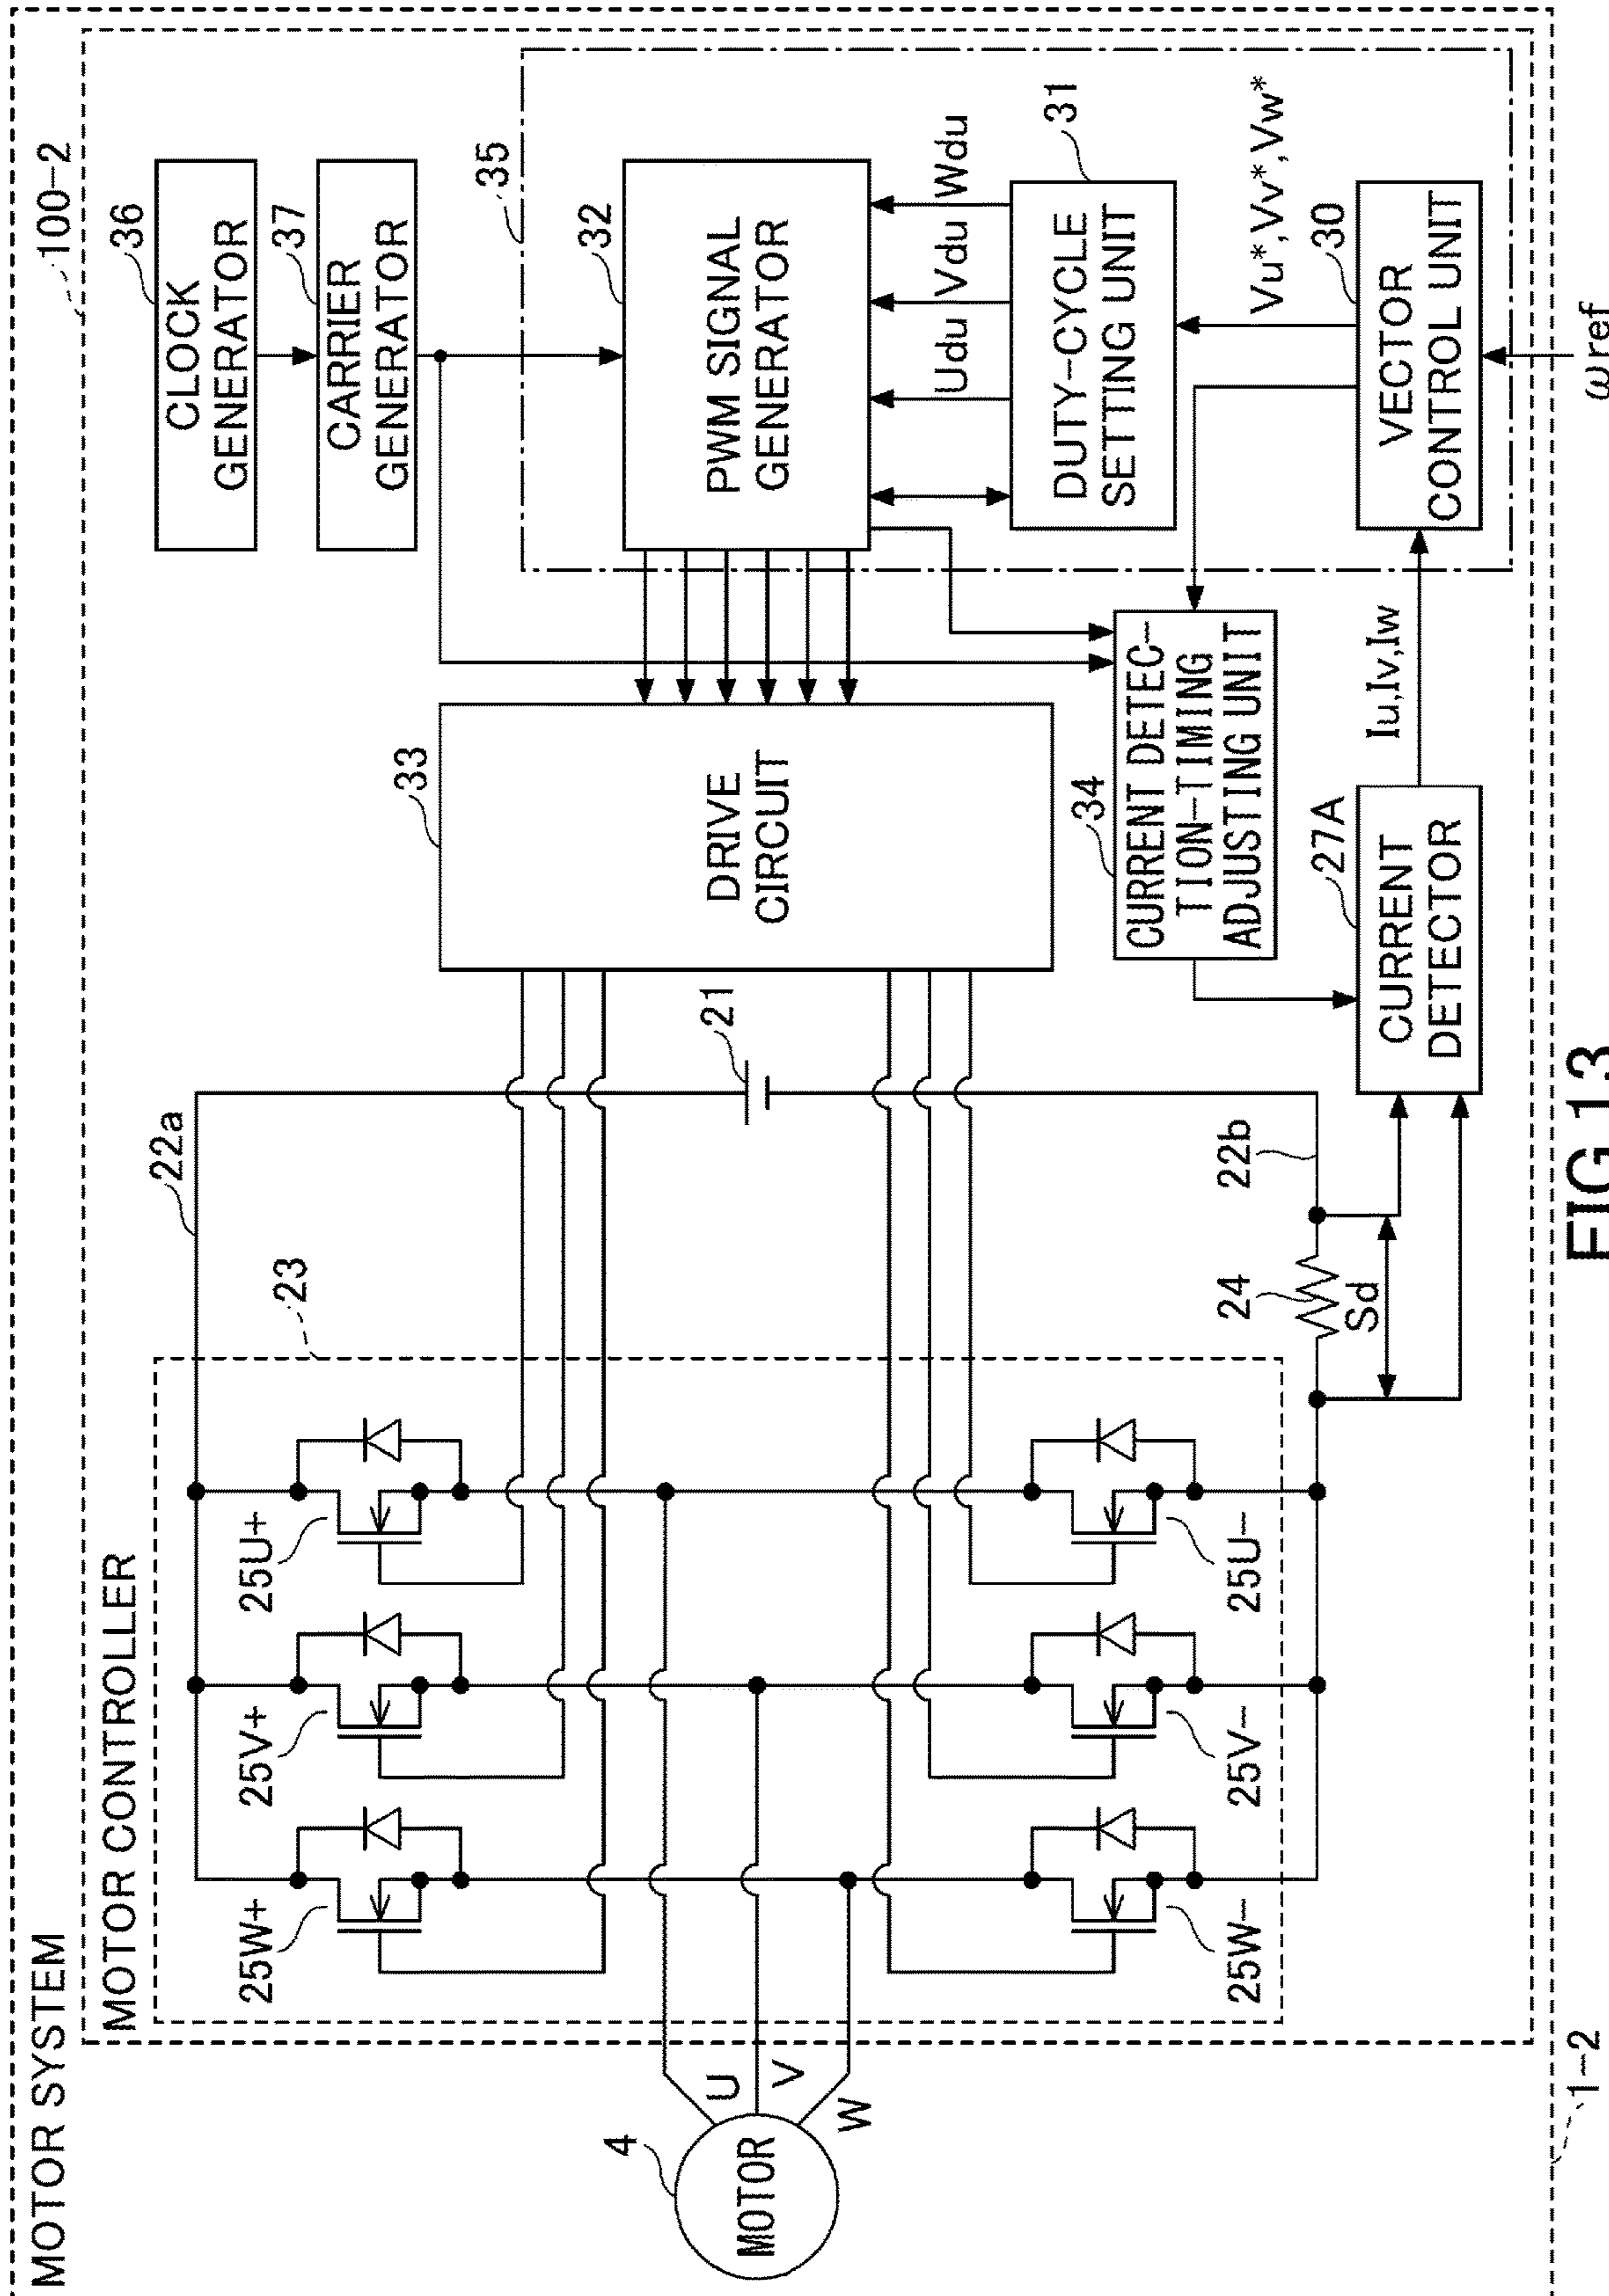 MOTOR SYSTEM
MOTOR CONTROLLER
100-2
22a
36
CLOCK
GENERATOR
23
25W+
25V+
25U+
37
CARRIER
GENERATOR
33
35
4
MOTOR
U
V
W
21
DRIVE
CIRCUIT
32
PWM SIGNAL
GENERATOR
Udu
Vdu
Wdu
31
DUTY-CYCLE
SETTING UNIT
34
CURRENT DETEC-
TION-TIMING
ADJUSTING UNIT
25W-
25V-
25U-
24
22b
Sd
Vu*,Vv*,Vw*
27A
CURRENT
DETECTOR
Iu,Iv,Iw
30
VECTOR
CONTROL UNIT
ωref
1-2
FIG.13